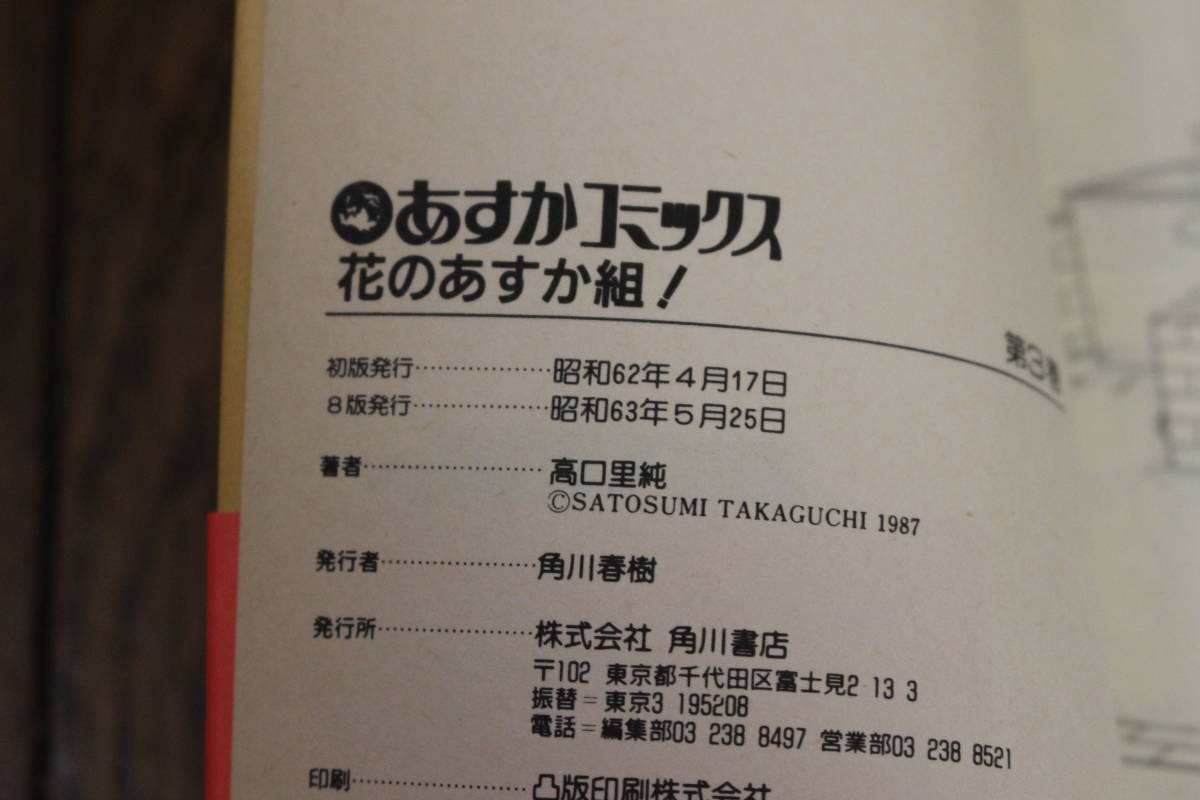 あすかコミックス
花のあすか組！
第3巻
初版発行………………昭和62年4月17日
8版発行………………昭和63年5月25日
著者……………………高口里純
©SATOSUMI TAKAGUCHI 1987
発行者…………………角川春樹
発行所…………………株式会社 角川書店
〒102 東京都千代田区富士見2 13 3
振替＝東京3 195208
電話＝編集部03 238 8497 営業部03 238 8521
印刷……………………凸版印刷株式会社